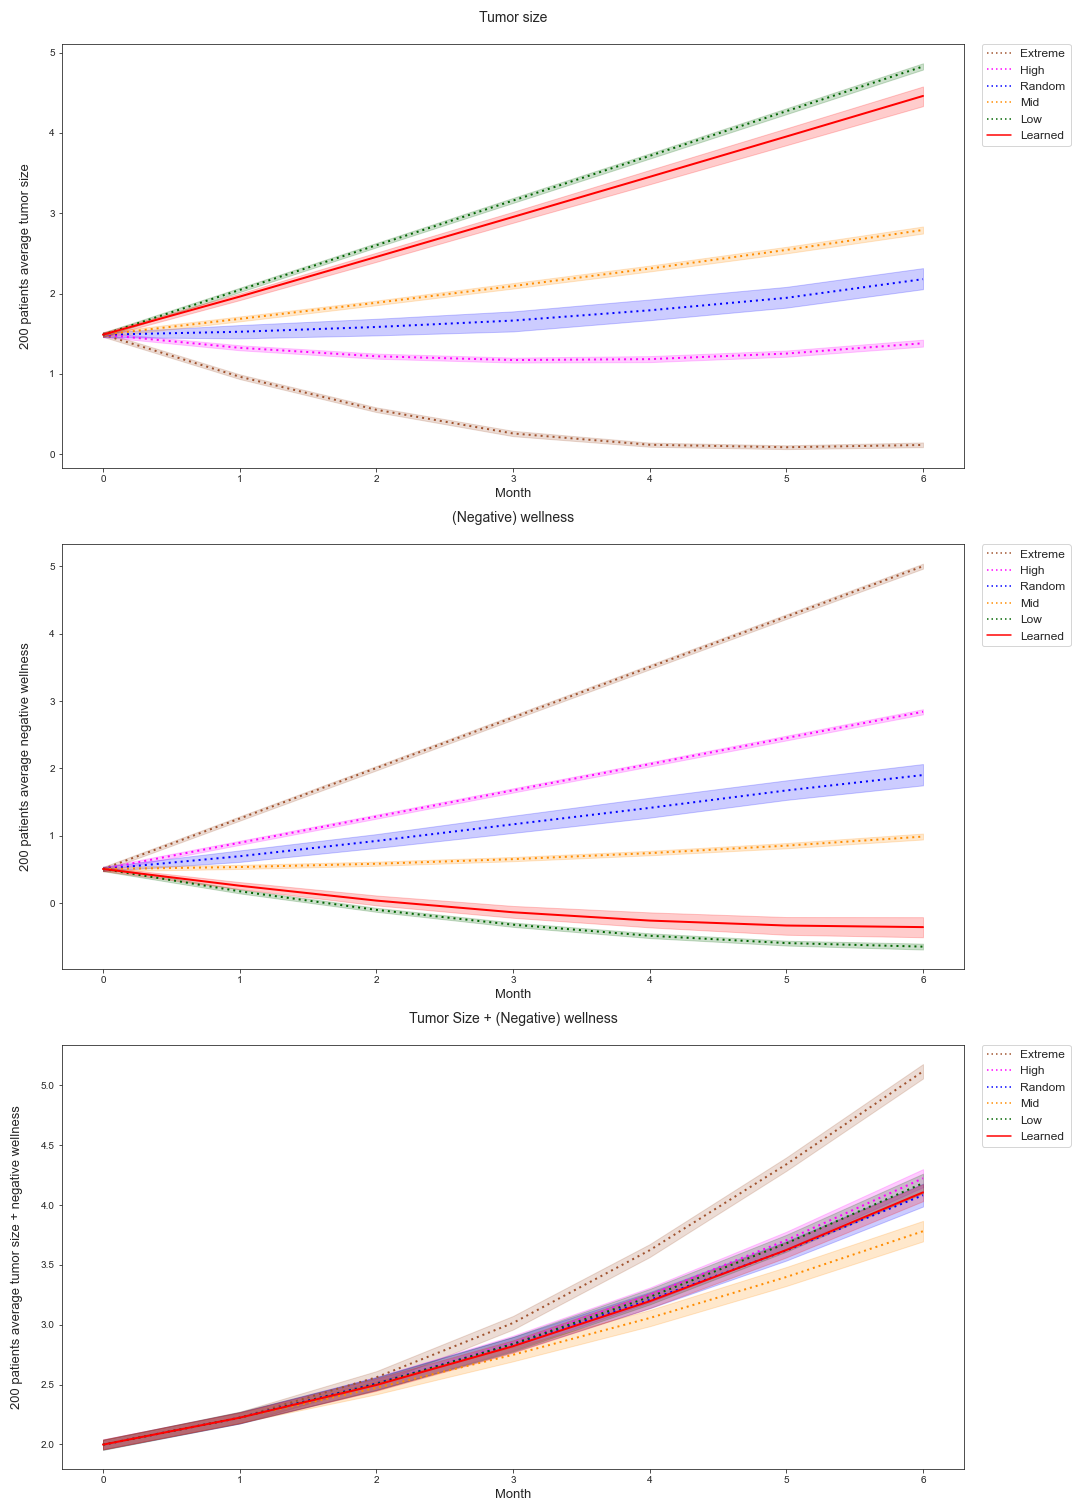 Tumor size
200 patients average tumor size
5
4
3
2
1
0
0 1 2 3 4 5 6
Month
Extreme
High
Random
Mid
Low
Learned
(Negative) wellness
200 patients average negative wellness
5
4
3
2
1
0
0 1 2 3 4 5 6
Month
Extreme
High
Random
Mid
Low
Learned
Tumor Size + (Negative) wellness
200 patients average tumor size + negative wellness
5.0
4.5
4.0
3.5
3.0
2.5
2.0
0 1 2 3 4 5 6
Month
Extreme
High
Random
Mid
Low
Learned